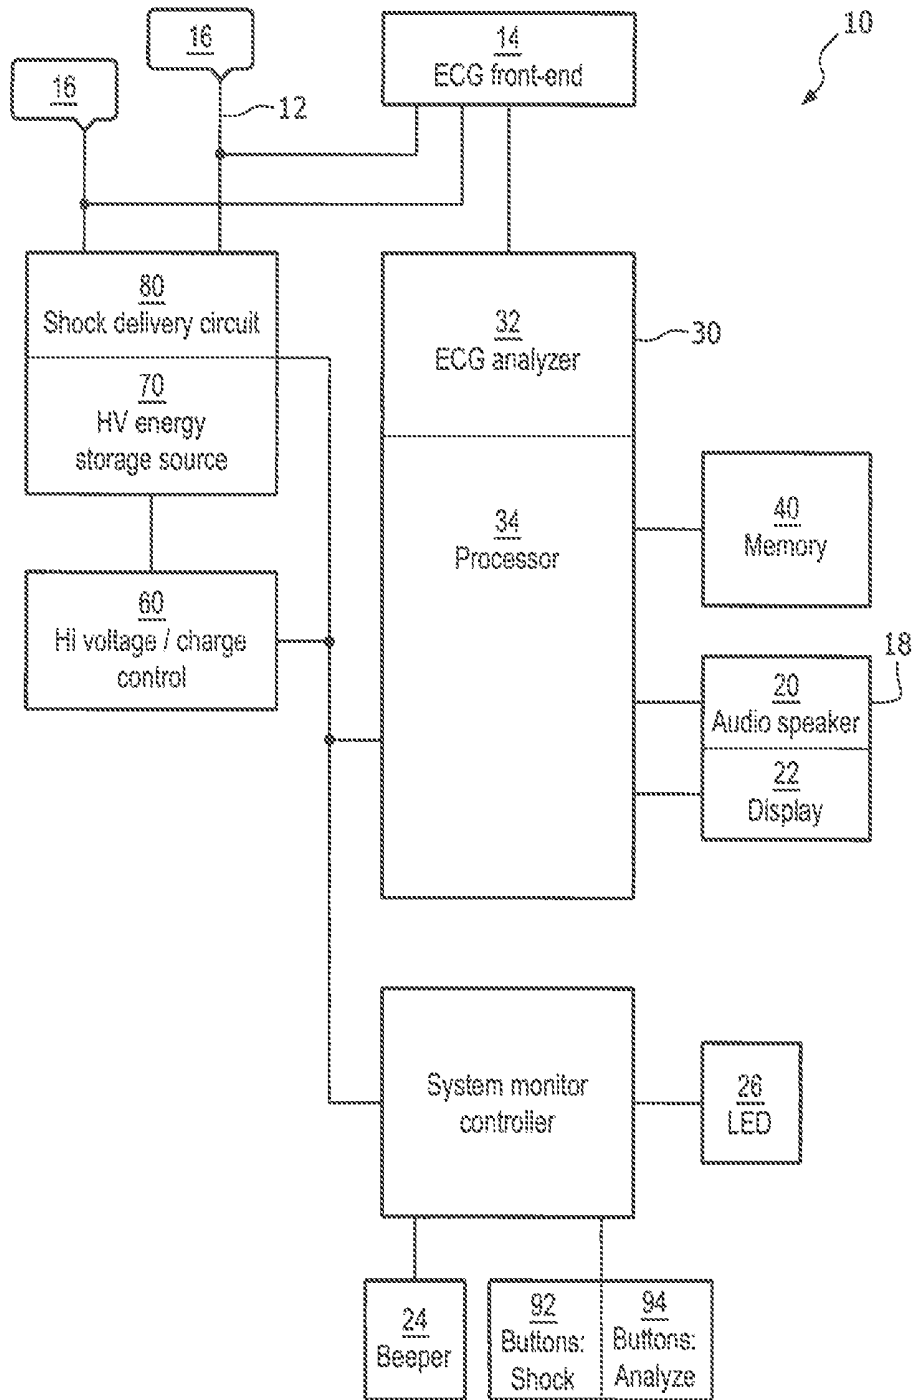 10
16
14
ECG front-end
16
12
80
Shock delivery circuit
32
ECG analyzer
30
70
HV energy
storage source
40
Memory
34
Processor
60
Hi voltage / charge
control
18
20
Audio speaker
22
Display
System monitor
controller
26
LED
24
Beeper
92
Buttons:
Shock
94
Buttons:
Analyze